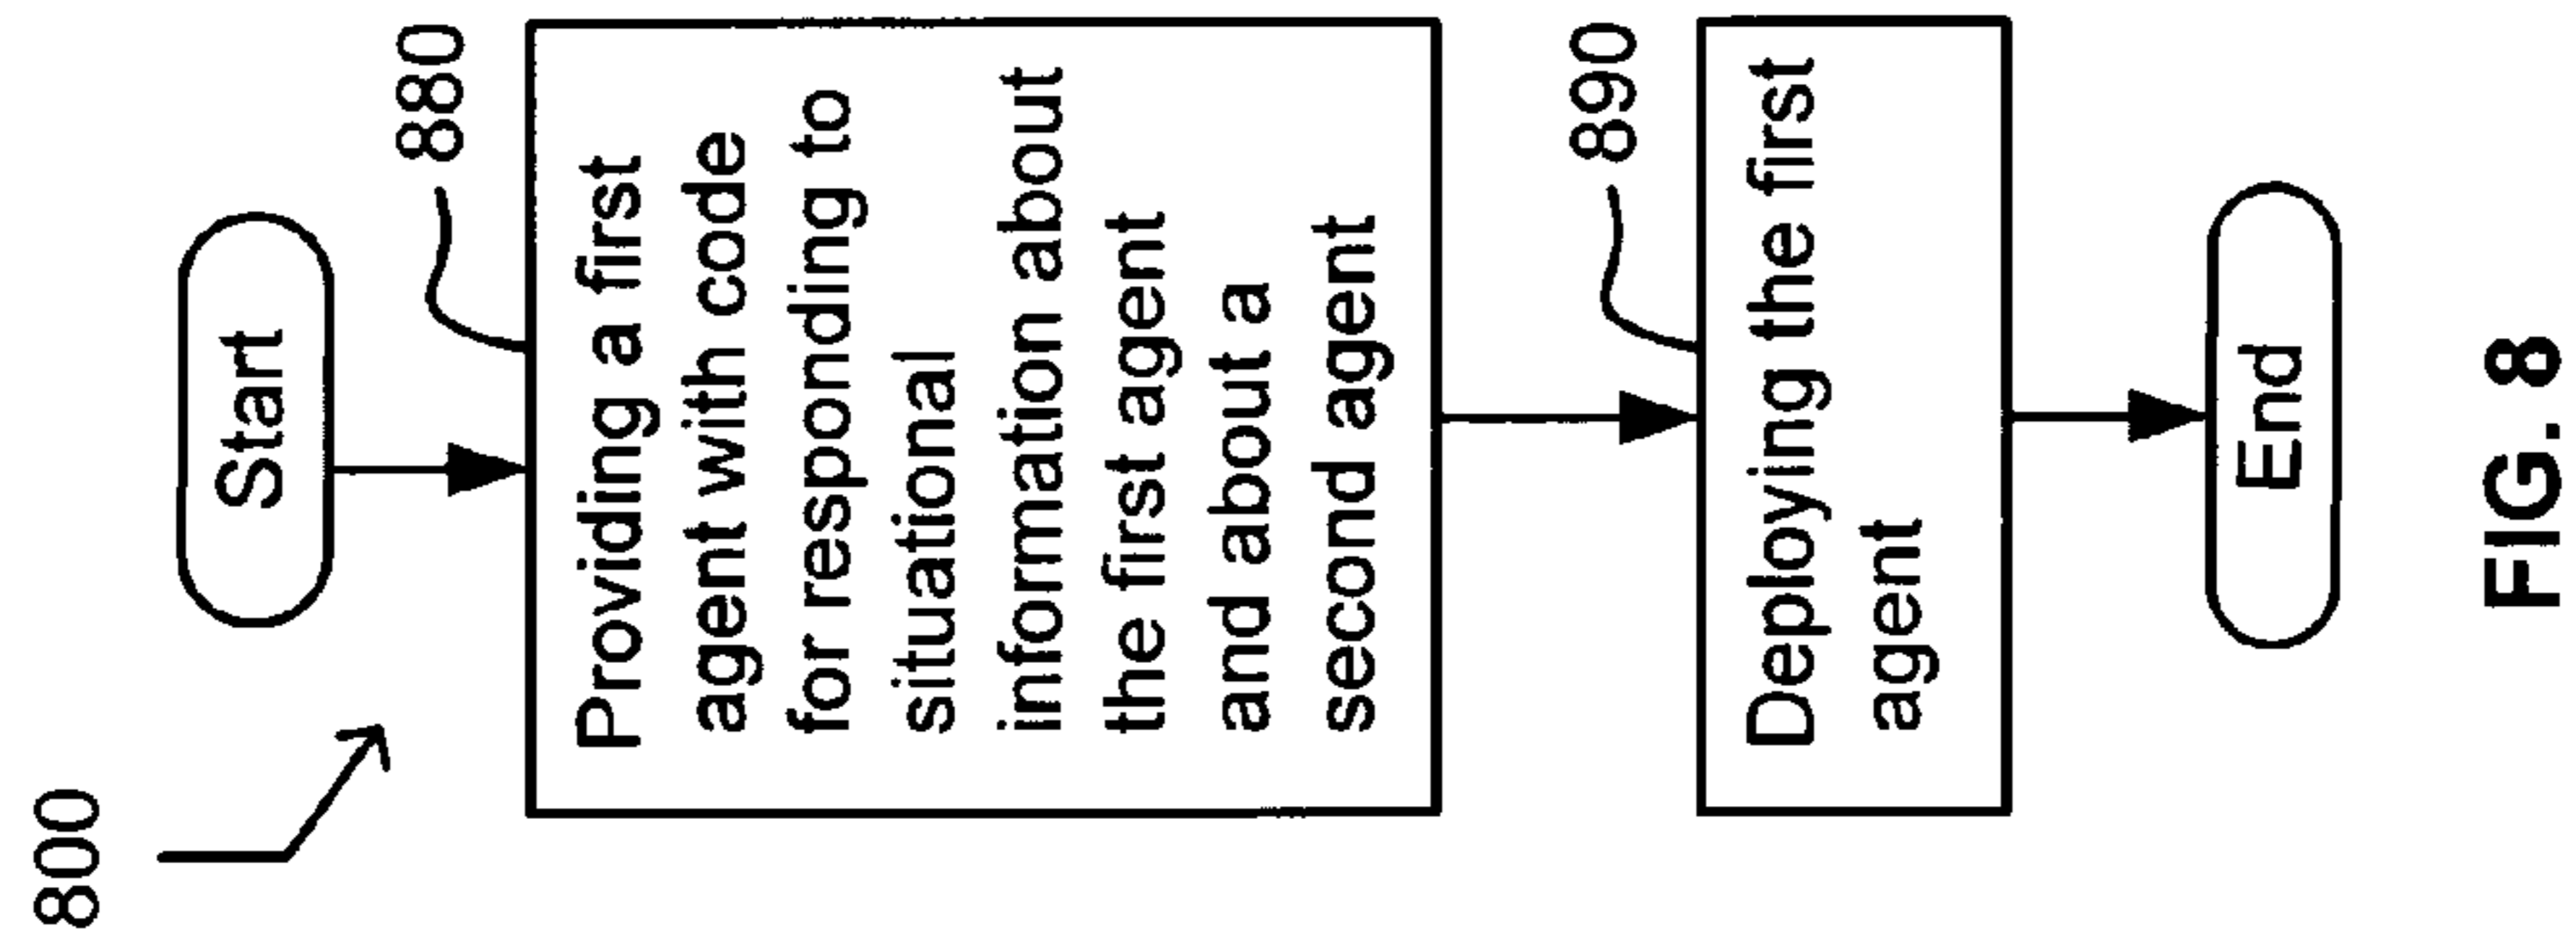 800
Start
880
Providing a first
agent with code
for responding to
situational
information about
the first agent
and about a
second agent
890
Deploying the first
agent
End
FIG. 8